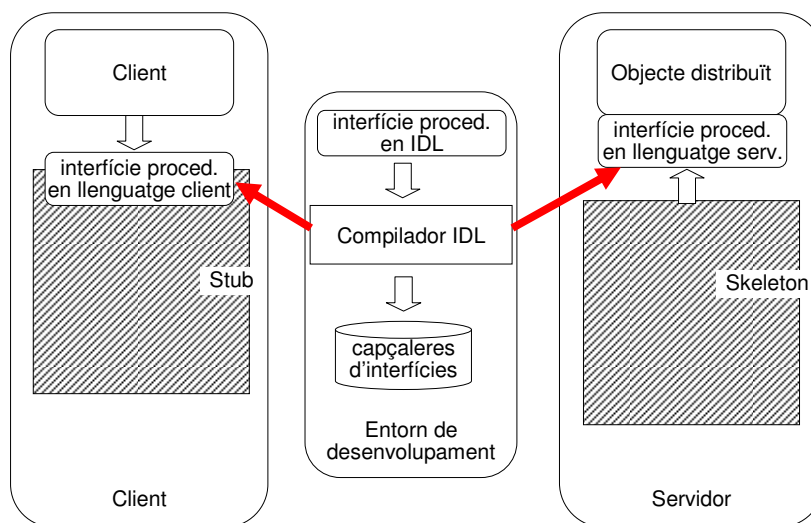 Client
interfície proced.
en llenguatge client
Stub
Client
interfície proced.
en IDL
Compilador IDL
capçaleres
d'interfícies
Entorn de
desenvolupament
Objecte distribuït
interfície proced.
en llenguatge serv.
Skeleton
Servidor